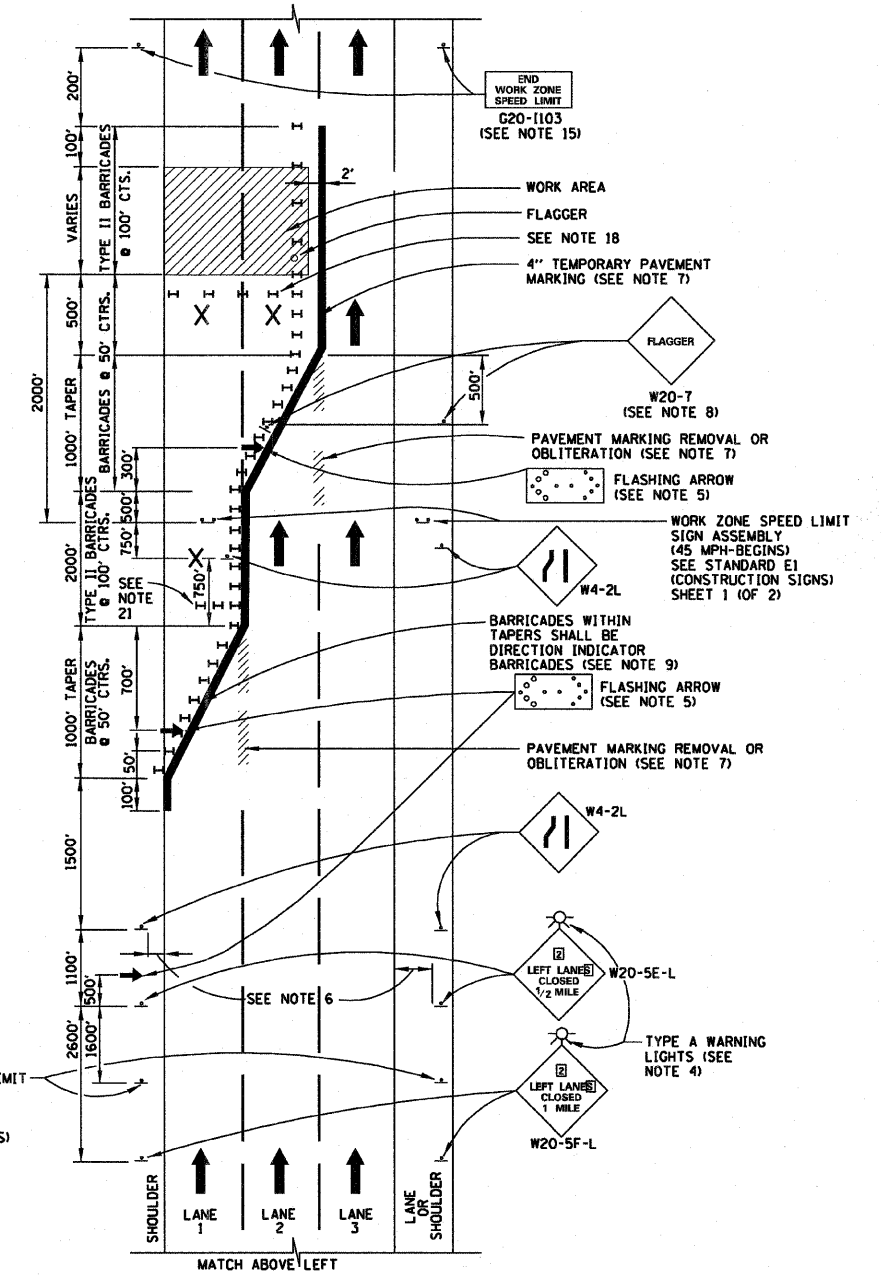 END
WORK ZONE
SPEED LIMIT
G20-I103
(SEE NOTE 15)
200'
100'
VARIES
TYPE II BARRICADES
@ 100' CTS.
2'
WORK AREA
FLAGGER
SEE NOTE 18
4" TEMPORARY PAVEMENT
MARKING (SEE NOTE 7)
X
X
500'
2000'
1000' TAPER
BARRICADES @ 50' CTRS.
300'
500'
FLAGGER
W20-7
(SEE NOTE 8)
PAVEMENT MARKING REMOVAL OR
OBLITERATION (SEE NOTE 7)
FLASHING ARROW
(SEE NOTE 5)
2000'
TYPE II BARRICADES
@ 100' CTRS.
500'
750'
750'
X
SEE
NOTE
21
WORK ZONE SPEED LIMIT
SIGN ASSEMBLY
(45 MPH-BEGINS)
SEE STANDARD E1
(CONSTRUCTION SIGNS)
SHEET 1 (OF 2)
W4-2L
BARRICADES WITHIN
TAPERS SHALL BE
DIRECTION INDICATOR
BARRICADES (SEE NOTE 9)
FLASHING ARROW
(SEE NOTE 5)
1000' TAPER
BARRICADES
@ 50' CTRS.
700'
50'
100'
PAVEMENT MARKING REMOVAL OR
OBLITERATION (SEE NOTE 7)
1500'
W4-2L
1100'
500'
SEE NOTE 6
2
LEFT LANES
CLOSED
1/2 MILE
W20-5E-L
2600'
1600'
TYPE A WARNING
LIGHTS (SEE
NOTE 4)
2
LEFT LANES
CLOSED
1 MILE
W20-5F-L
SHOULDER
LANE
1
LANE
2
LANE
3
LANE
OR
SHOULDER
MATCH ABOVE LEFT